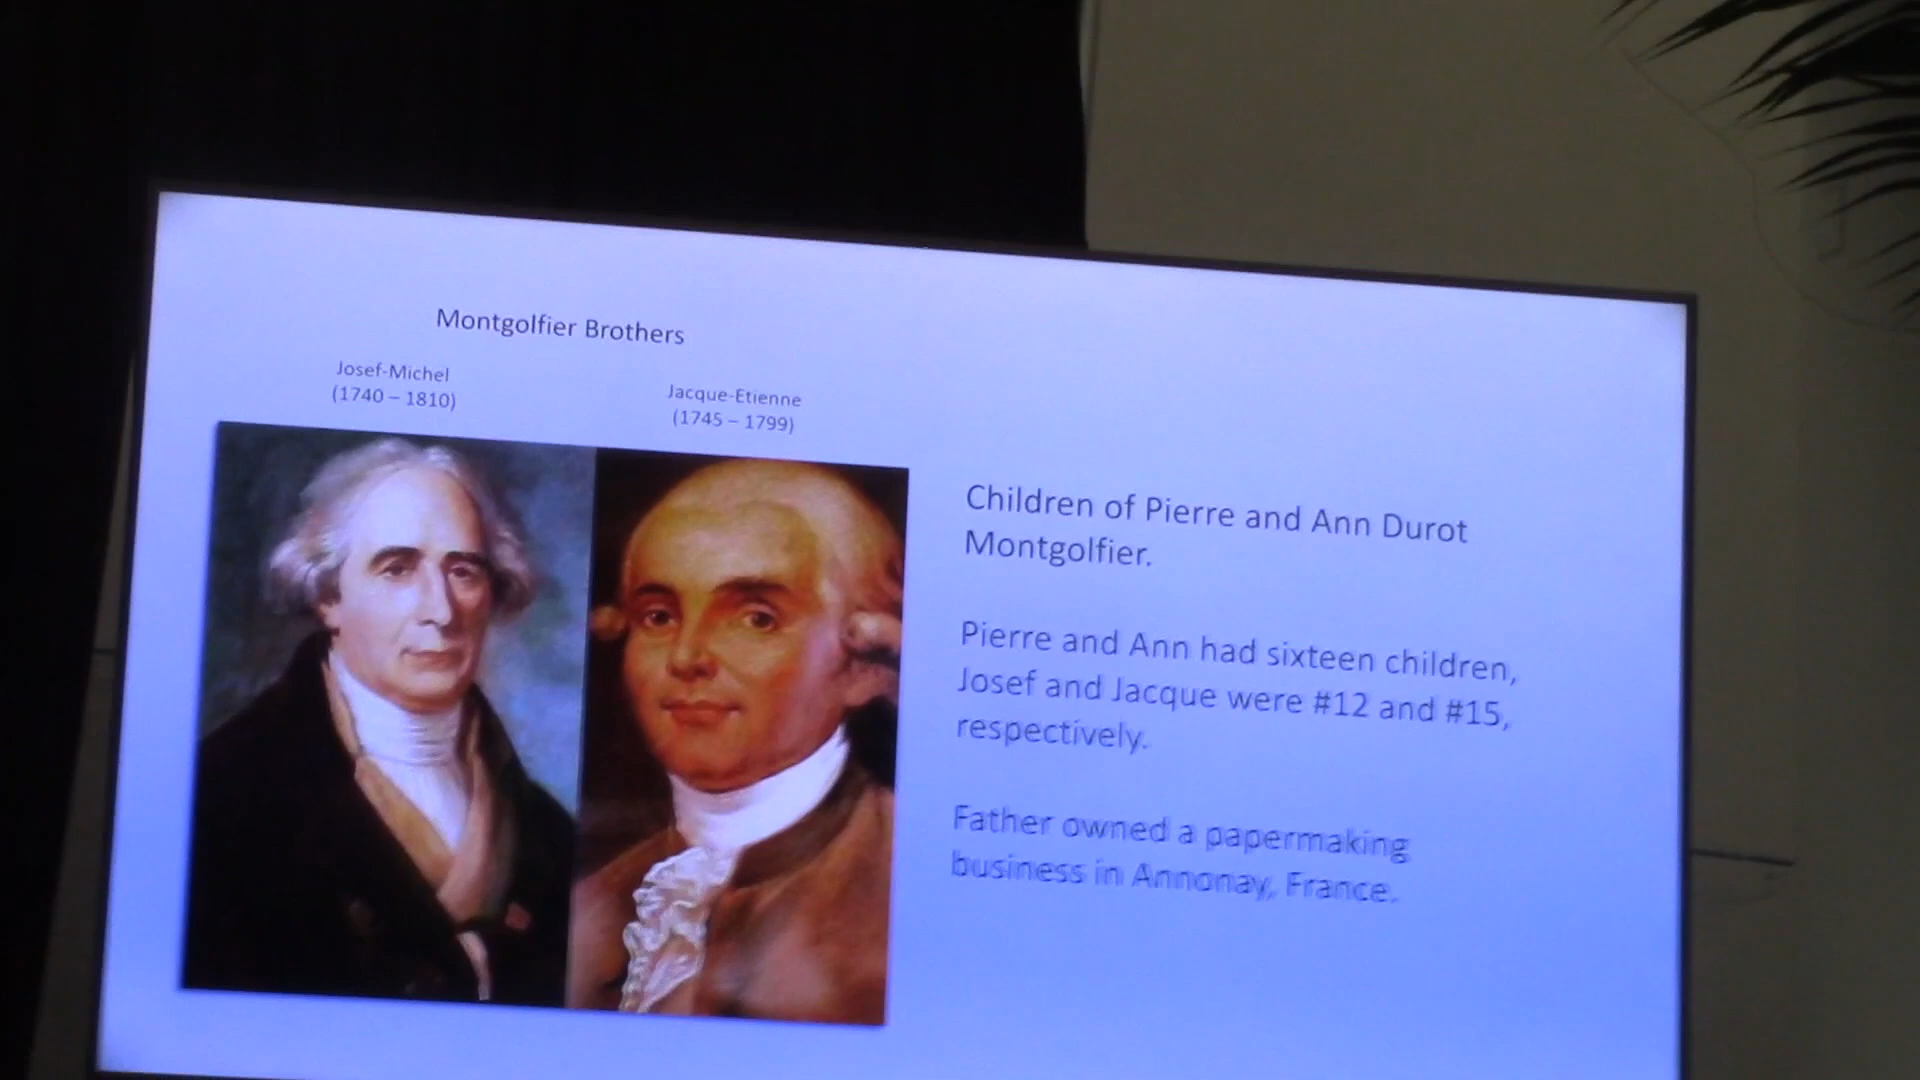 Montgolfier Brothers
Josef-Michel
(1740 – 1810)
Jacque-Etienne
(1745 – 1799)
Children of Pierre and Ann Durot
Montgolfier.
Pierre and Ann had sixteen children,
Josef and Jacque were #12 and #15,
respectively.
Father owned a papermaking
business in Annonay, France.